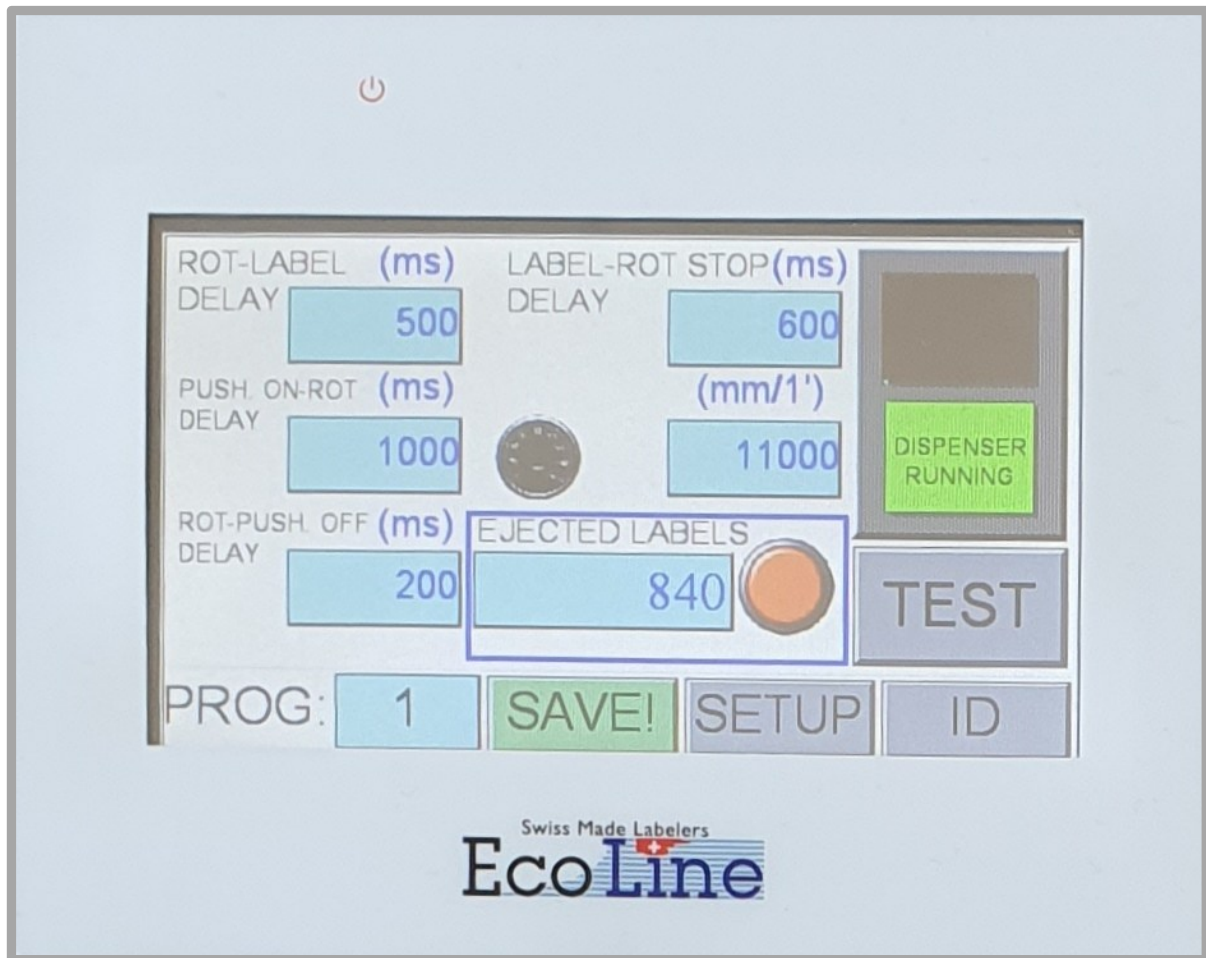 ROT-LABEL (ms)
DELAY
500
LABEL-ROT STOP(ms)
DELAY
600
PUSH. ON-ROT (ms)
DELAY
1000
(mm/1')
11000
DISPENSER
RUNNING
ROT-PUSH. OFF (ms)
DELAY
200
EJECTED LABELS
840
TEST
PROG: 1 SAVE! SETUP ID
Swiss Made Labelers
EcoLine